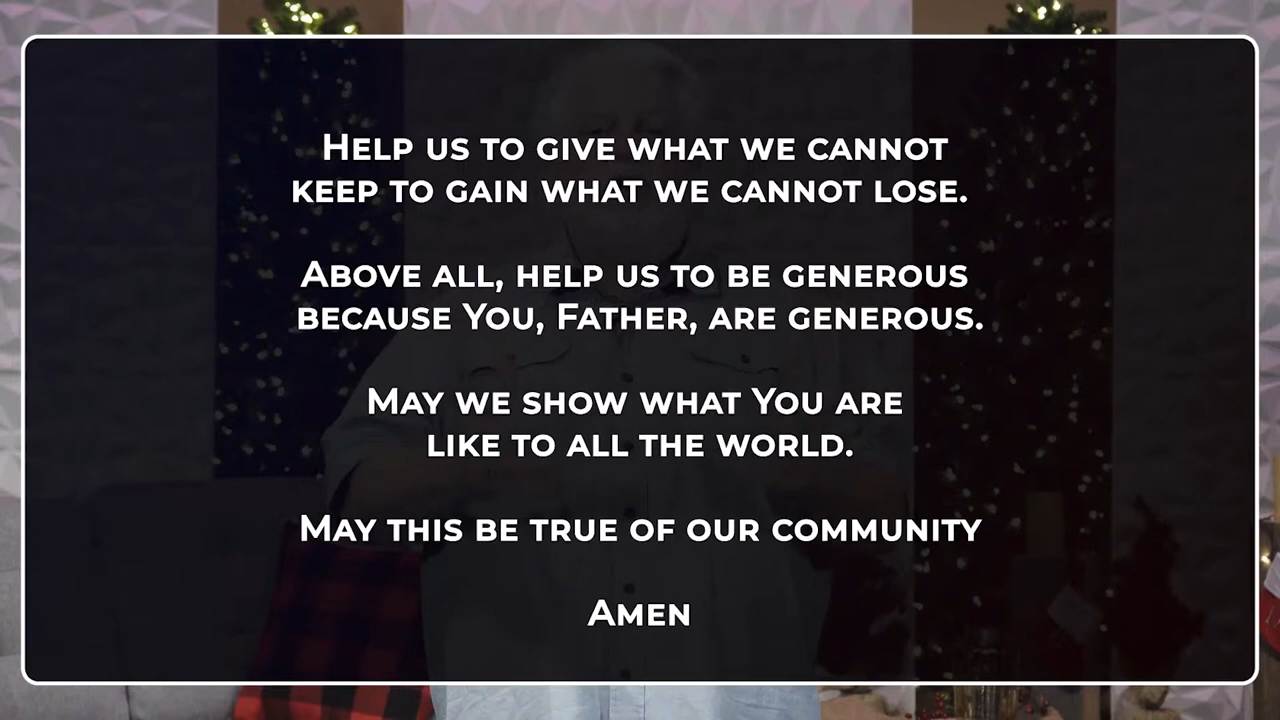 Help us to give what we cannot
keep to gain what we cannot lose.
Above all, help us to be generous
because You, Father, are generous.
May we show what You are
like to all the world.
May this be true of our community
Amen